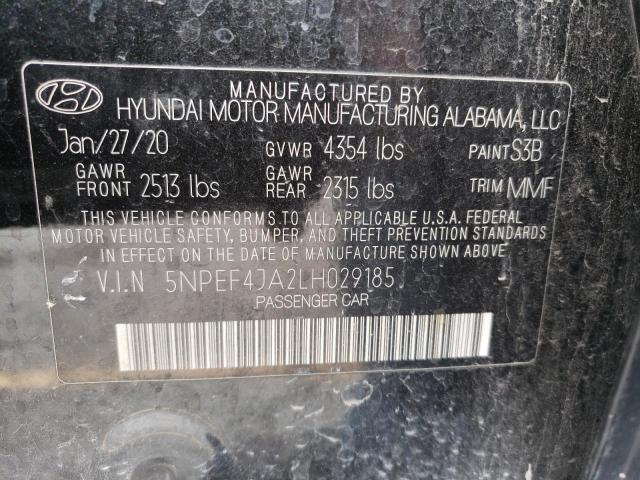 MANUFACTURED BY
HYUNDAI MOTOR MANUFACTURING ALABAMA, LLC
Jan/27/20 GVWR 4354 lbs PAINT S3B
GAWR FRONT 2513 lbs GAWR REAR 2315 lbs TRIM MMF
THIS VEHICLE CONFORMS TO ALL APPLICABLE U.S.A. FEDERAL
MOTOR VEHICLE SAFETY, BUMPER, AND THEFT PREVENTION STANDARDS
IN EFFECT ON THE DATE OF MANUFACTURE SHOWN ABOVE
V.I.N 5NPEF4JA2LH029185
PASSENGER CAR